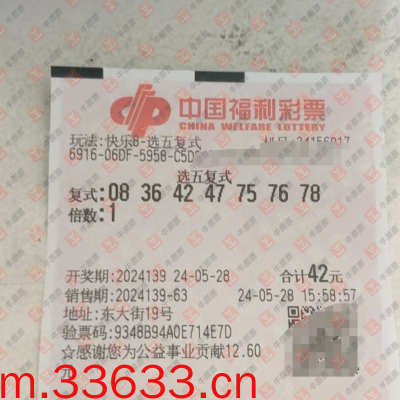 中国福利彩票
CHINA WELFARE LOTTERY
玩法:快乐8-选五复式 机号:34156017
6916-06DF-5958-C5D
选五复式
复式:08 36 42 47 75 76 78
倍数:1
开奖期:2024139 24-05-28 合计42元
销售期:2024139-63 24-05-28 15:58:57
地址:东大街19号
验票码:9348B94A0E714E7D
☆感谢您为公益事业贡献12.60
元
m.33633.cn